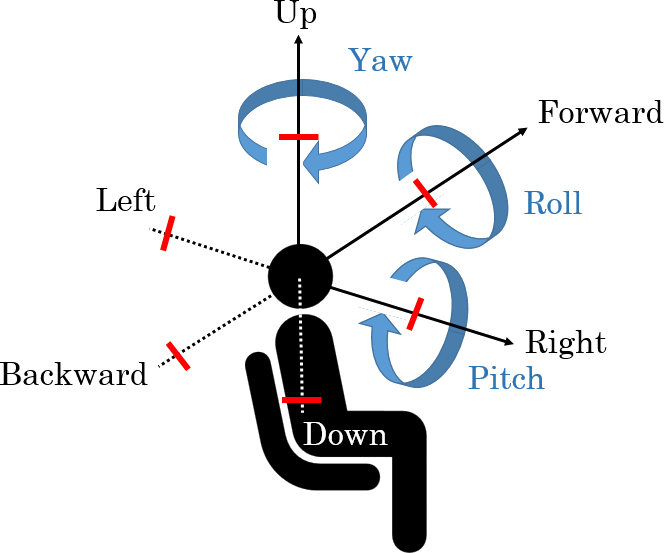 Up
Yaw
Forward
Left
Roll
Right
Backward
Pitch
Down